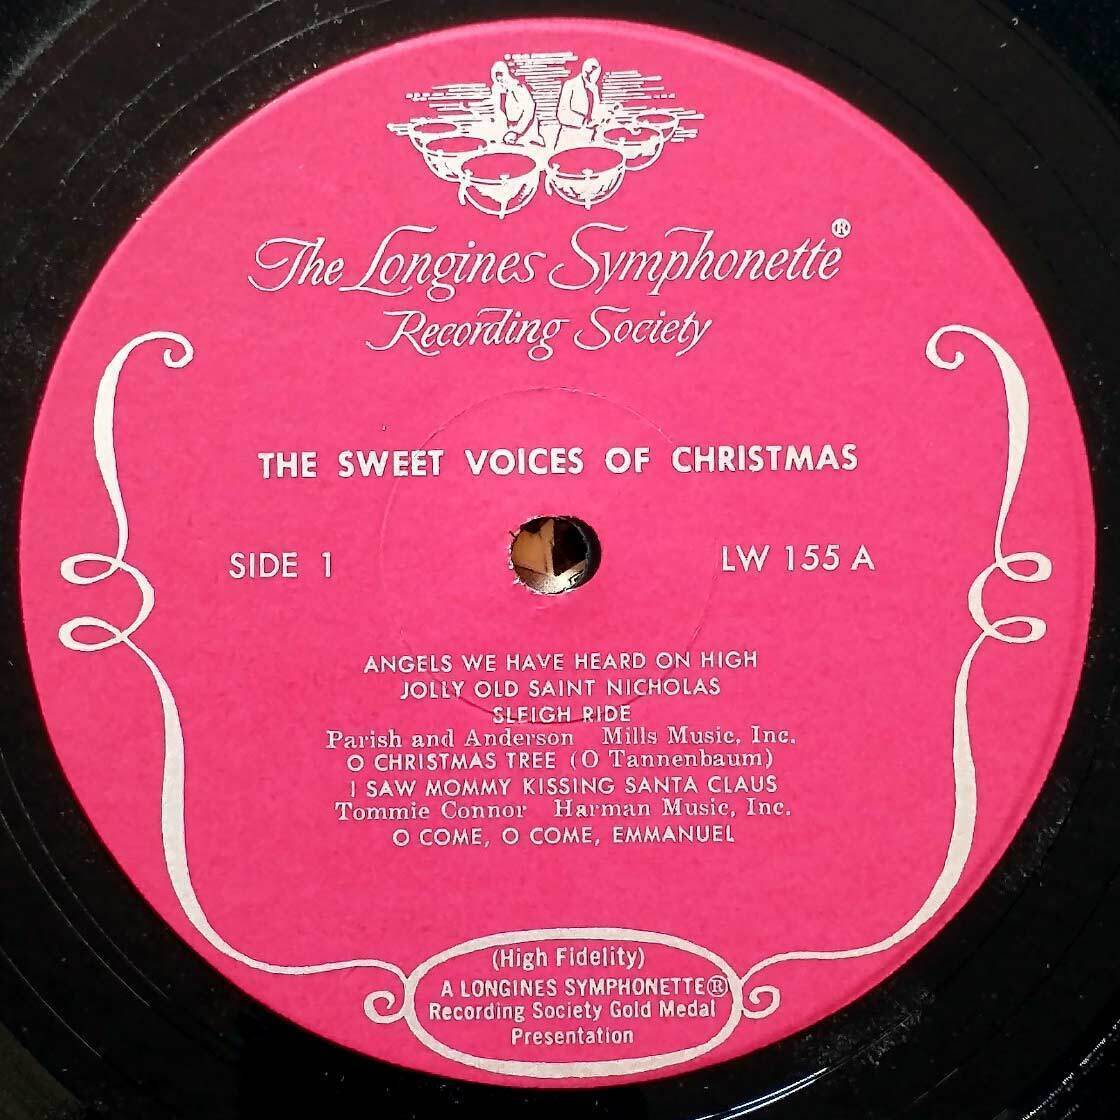 The Longines Symphonette®
Recording Society
THE SWEET VOICES OF CHRISTMAS
SIDE 1 LW 155 A
ANGELS WE HAVE HEARD ON HIGH
JOLLY OLD SAINT NICHOLAS
SLEIGH RIDE
Parish and Anderson Mills Music, Inc.
O CHRISTMAS TREE (O Tannenbaum)
I SAW MOMMY KISSING SANTA CLAUS
Tommie Connor Harman Music, Inc.
O COME, O COME, EMMANUEL
(High Fidelity)
A LONGINES SYMPHONETTE®
Recording Society Gold Medal
Presentation